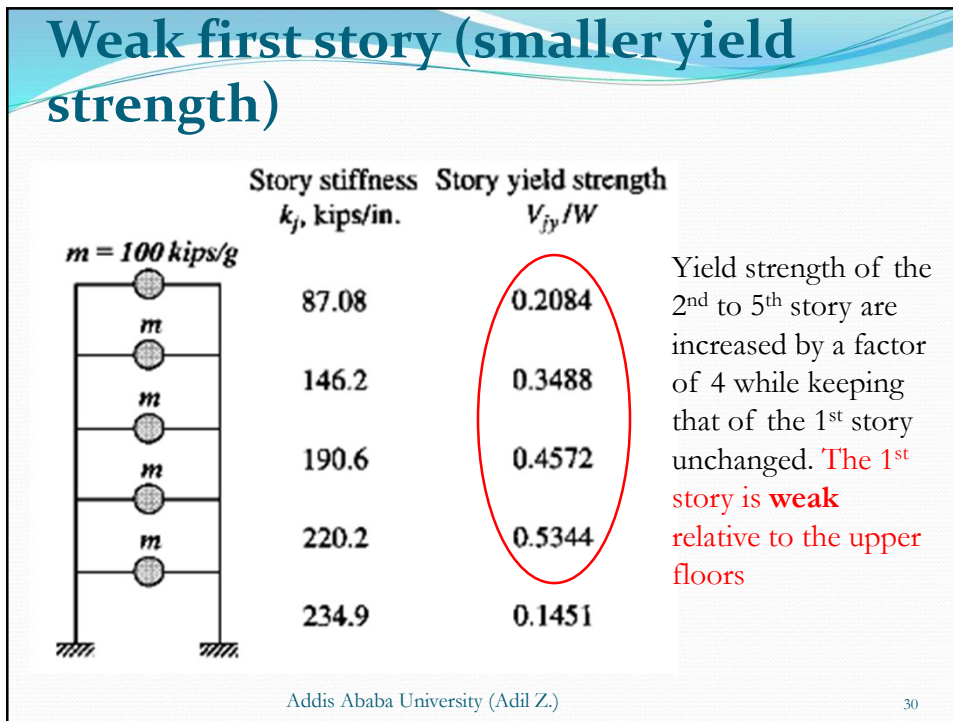 Weak first story (smaller yield
strength)
Story stiffness Story yield strength
kj, kips/in. Vjy/W
m = 100 kips/g
87.08 0.2084
m
146.2 0.3488
m
190.6 0.4572
m
220.2 0.5344
m
234.9 0.1451
Yield strength of the
2nd to 5th story are
increased by a factor
of 4 while keeping
that of the 1st story
unchanged. The 1st
story is weak
relative to the upper
floors
Addis Ababa University (Adil Z.) 30